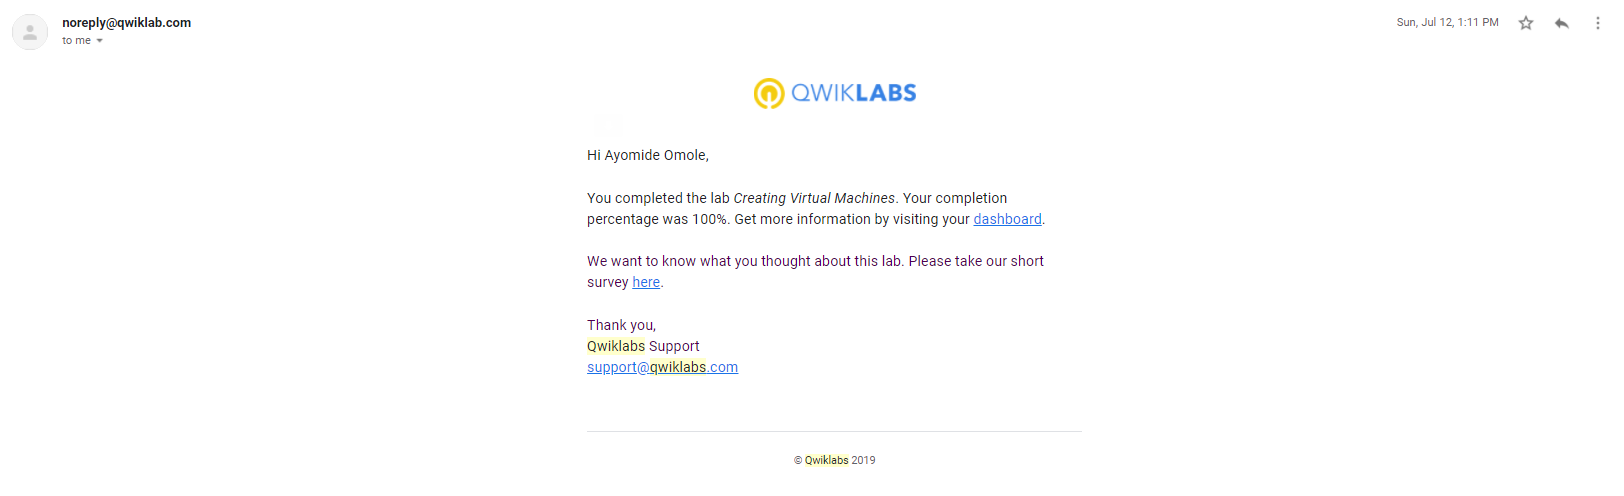 noreply@qwiklab.com
Sun, Jul 12, 1:11 PM
to me
QWIKLABS
Hi Ayomide Omole,
You completed the lab Creating Virtual Machines. Your completion
percentage was 100%. Get more information by visiting your dashboard.
We want to know what you thought about this lab. Please take our short
survey here.
Thank you,
Qwiklabs Support
support@qwiklabs.com
© Qwiklabs 2019